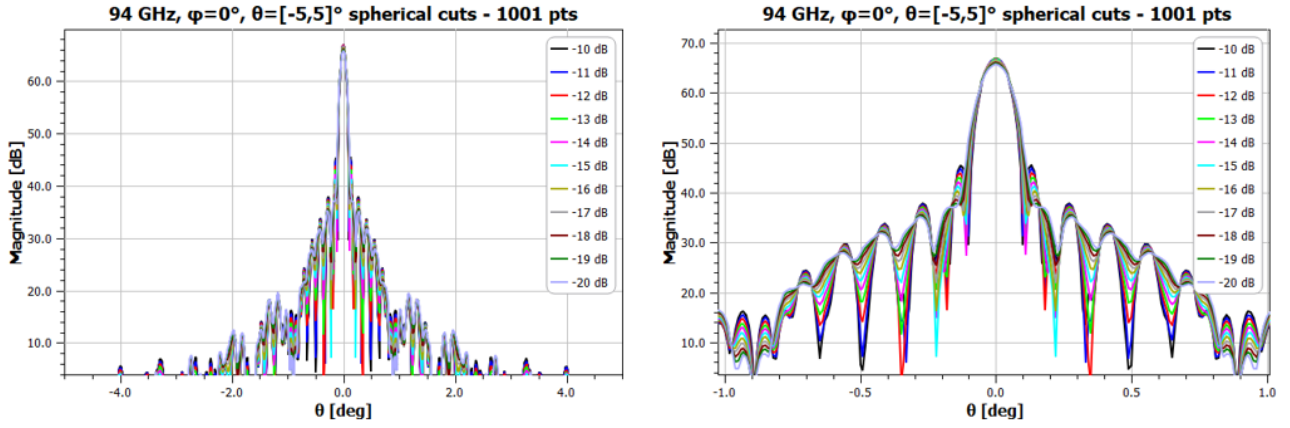 94 GHz, φ=0°, θ=[-5,5]° spherical cuts - 1001 pts
Magnitude [dB]
60.0
50.0
40.0
30.0
20.0
10.0
-10 dB
-11 dB
-12 dB
-13 dB
-14 dB
-15 dB
-16 dB
-17 dB
-18 dB
-19 dB
-20 dB
-4.0
-2.0
0.0
2.0
4.0
θ [deg]
94 GHz, φ=0°, θ=[-5,5]° spherical cuts - 1001 pts
Magnitude [dB]
70.0
60.0
50.0
40.0
30.0
20.0
10.0
-10 dB
-11 dB
-12 dB
-13 dB
-14 dB
-15 dB
-16 dB
-17 dB
-18 dB
-19 dB
-20 dB
-1.0
-0.5
0.0
0.5
1.0
θ [deg]